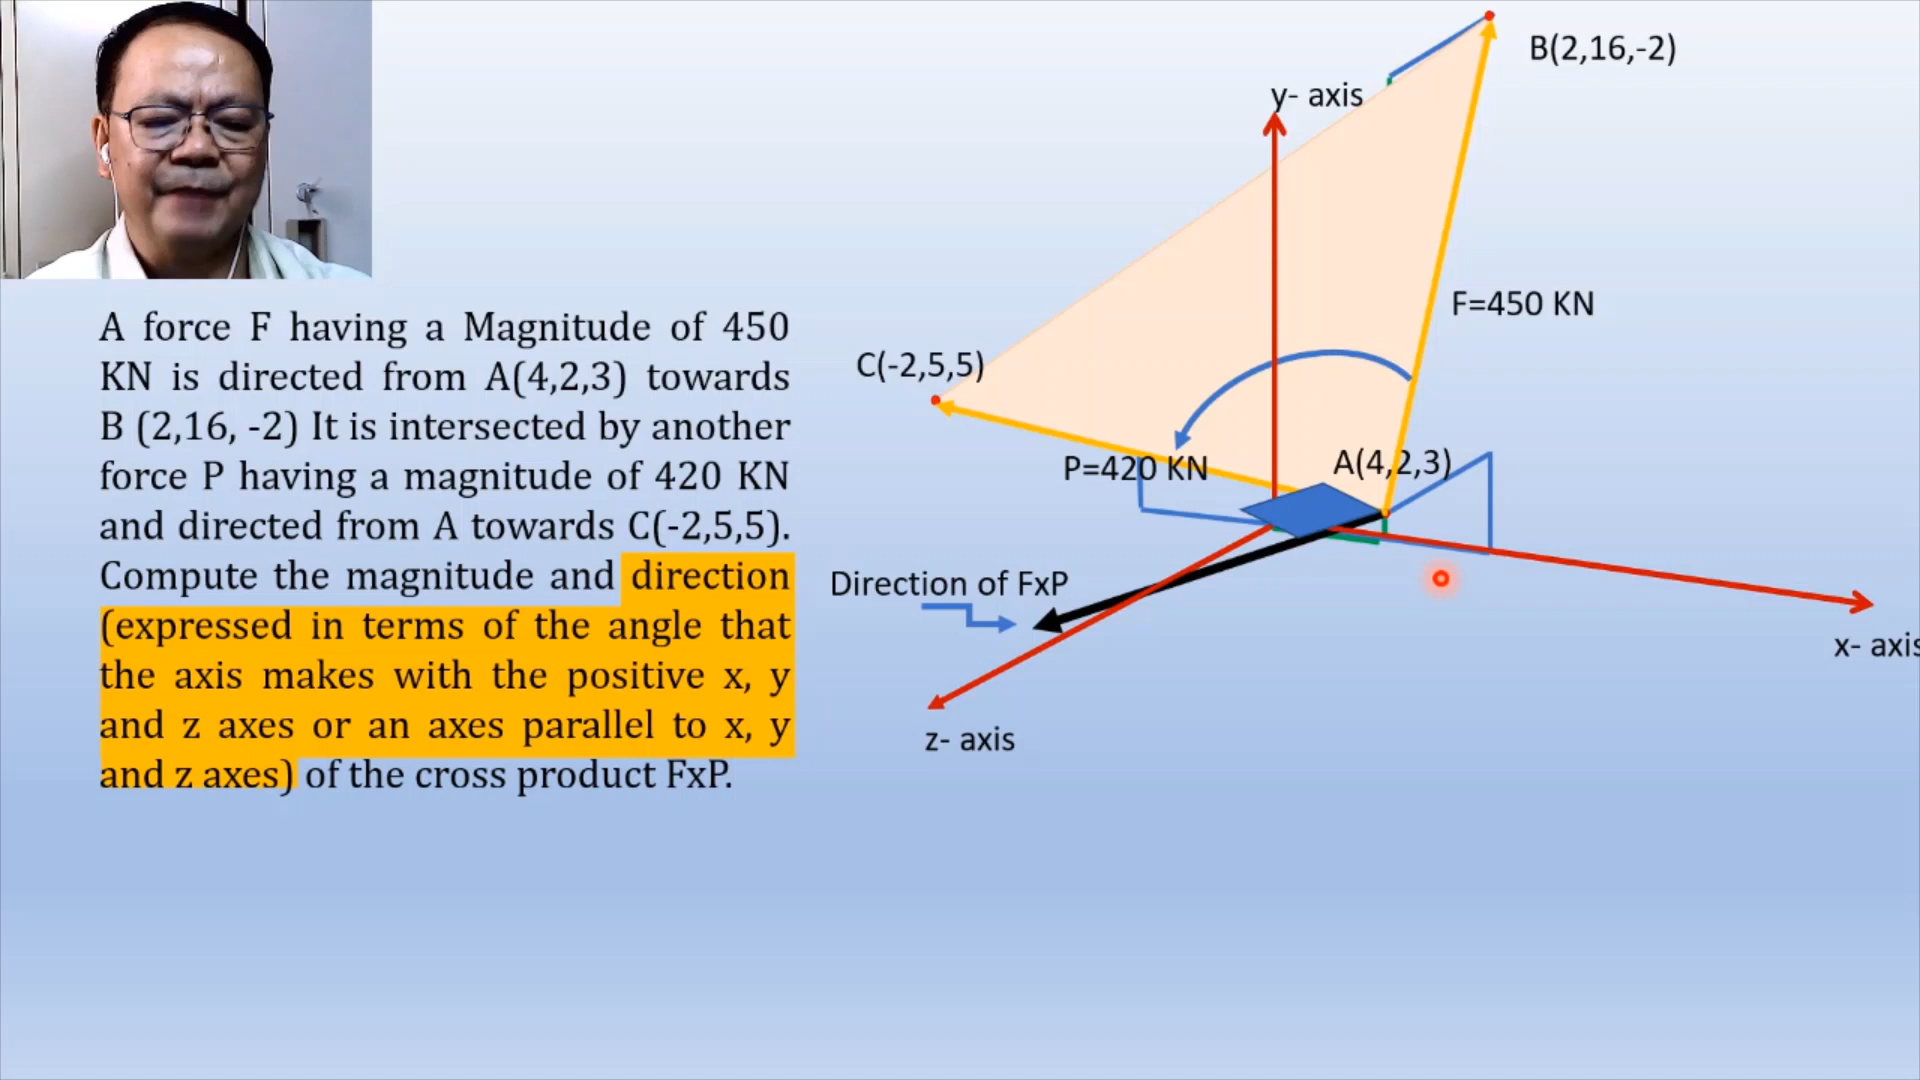 A force F having a Magnitude of 450
KN is directed from A(4,2,3) towards
B (2,16, -2) It is intersected by another
force P having a magnitude of 420 KN
and directed from A towards C(-2,5,5).
Compute the magnitude and direction
(expressed in terms of the angle that
the axis makes with the positive x, y
and z axes or an axes parallel to x, y
and z axes) of the cross product FxP.
B(2,16,-2)
y- axis
F=450 KN
C(-2,5,5)
P=420 KN
A(4,2,3)
Direction of FxP
x- axis
z- axis